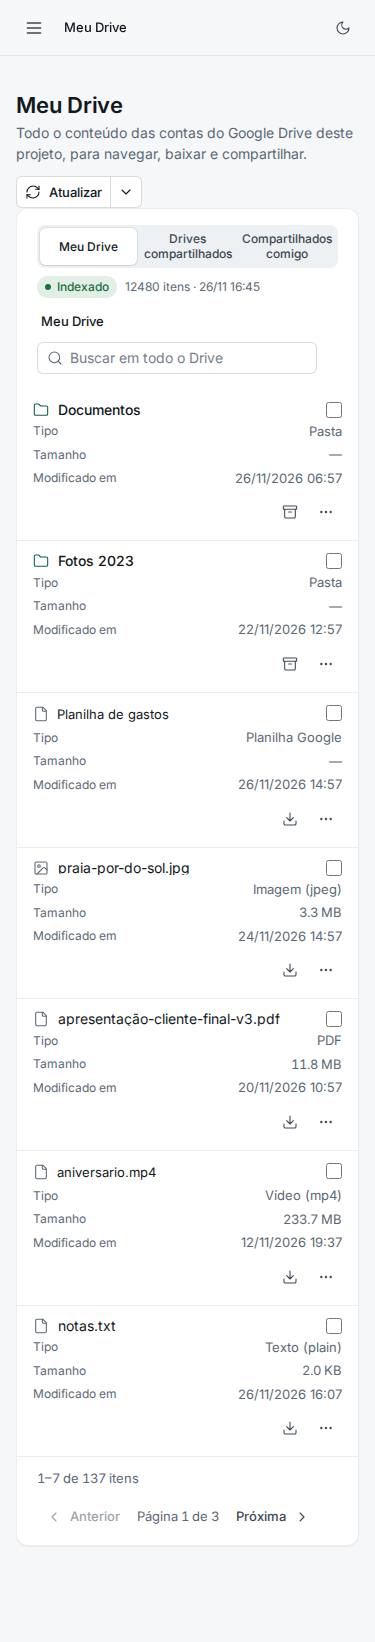 Meu Drive
Meu Drive
Todo o conteúdo das contas do Google Drive deste
projeto, para navegar, baixar e compartilhar.
Atualizar
Meu Drive
Drives
compartilhados
Compartilhados
comigo
Indexado 12480 itens · 26/11 16:45
Meu Drive
Buscar em todo o Drive
Documentos
Tipo Pasta
Tamanho —
Modificado em 26/11/2026 06:57
Fotos 2023
Tipo Pasta
Tamanho —
Modificado em 22/11/2026 12:57
Planilha de gastos
Tipo Planilha Google
Tamanho —
Modificado em 26/11/2026 14:57
praia-por-do-sol.jpg
Tipo Imagem (jpeg)
Tamanho 3.3 MB
Modificado em 24/11/2026 14:57
apresentação-cliente-final-v3.pdf
Tipo PDF
Tamanho 11.8 MB
Modificado em 20/11/2026 10:57
aniversario.mp4
Tipo Vídeo (mp4)
Tamanho 233.7 MB
Modificado em 12/11/2026 19:37
notas.txt
Tipo Texto (plain)
Tamanho 2.0 KB
Modificado em 26/11/2026 16:07
1–7 de 137 itens
Anterior Página 1 de 3 Próxima